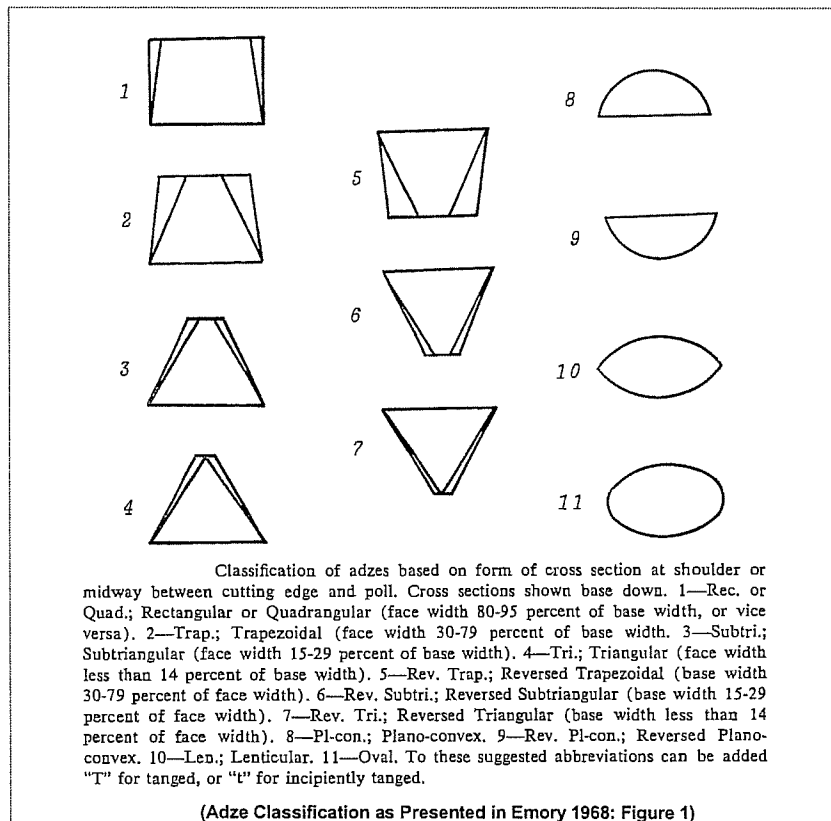 1
2
3
4
5
6
7
8
9
10
11
Classification of adzes based on form of cross section at shoulder or
midway between cutting edge and poll. Cross sections shown base down. 1—Rec. or
Quad.; Rectangular or Quadrangular (face width 80-95 percent of base width, or vice
versa). 2—Trap.; Trapezoidal (face width 30-79 percent of base width. 3—Subtri.;
Subtriangular (face width 15-29 percent of base width). 4—Tri.; Triangular (face width
less than 14 percent of base width). 5—Rev. Trap.; Reversed Trapezoidal (base width
30-79 percent of face width). 6—Rev. Subtri.; Reversed Subtriangular (base width 15-29
percent of face width). 7—Rev. Tri.; Reversed Triangular (base width less than 14
percent of face width). 8—Pl-con.; Plano-convex. 9—Rev. Pl-con.; Reversed Plano-
convex. 10—Len.; Lenticular. 11—Oval. To these suggested abbreviations can be added
"T" for tanged, or "t" for incipiently tanged.
(Adze Classification as Presented in Emory 1968: Figure 1)